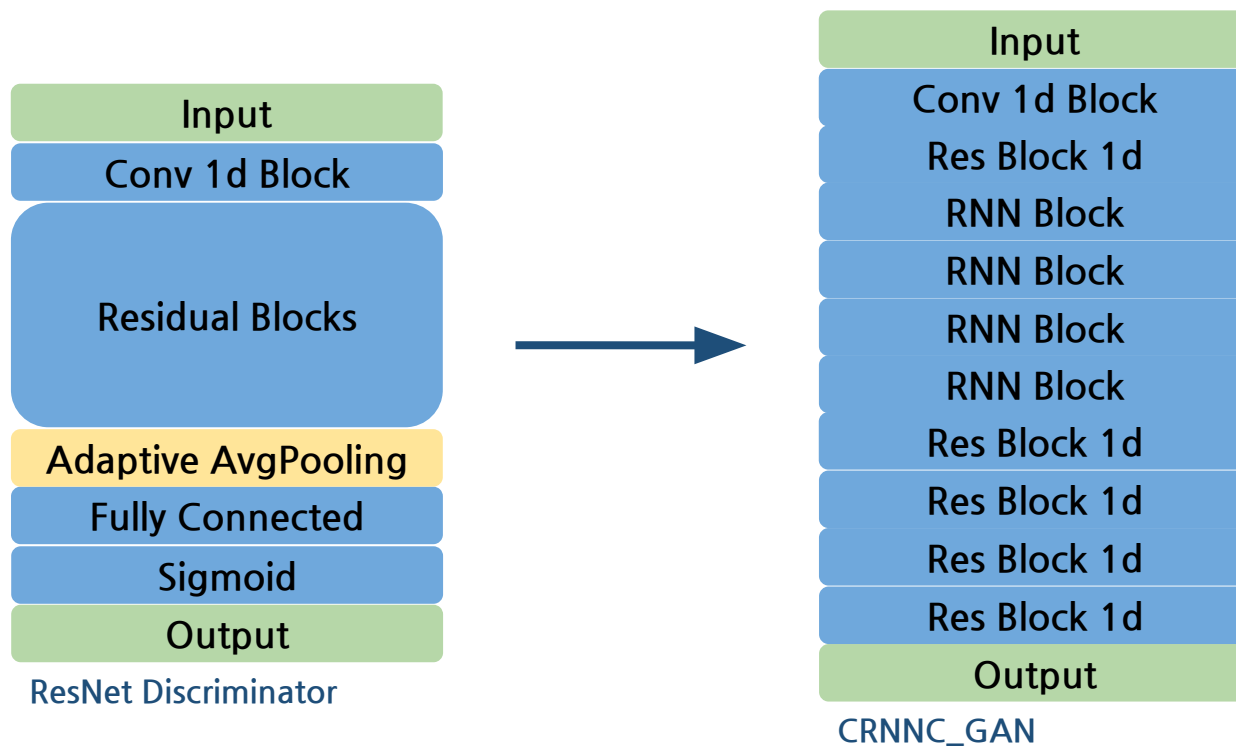 Input
Conv 1d Block
Residual Blocks
Adaptive AvgPooling
Fully Connected
Sigmoid
Output
ResNet Discriminator
Input
Conv 1d Block
Res Block 1d
RNN Block
RNN Block
RNN Block
RNN Block
Res Block 1d
Res Block 1d
Res Block 1d
Res Block 1d
Output
CRNNC_GAN